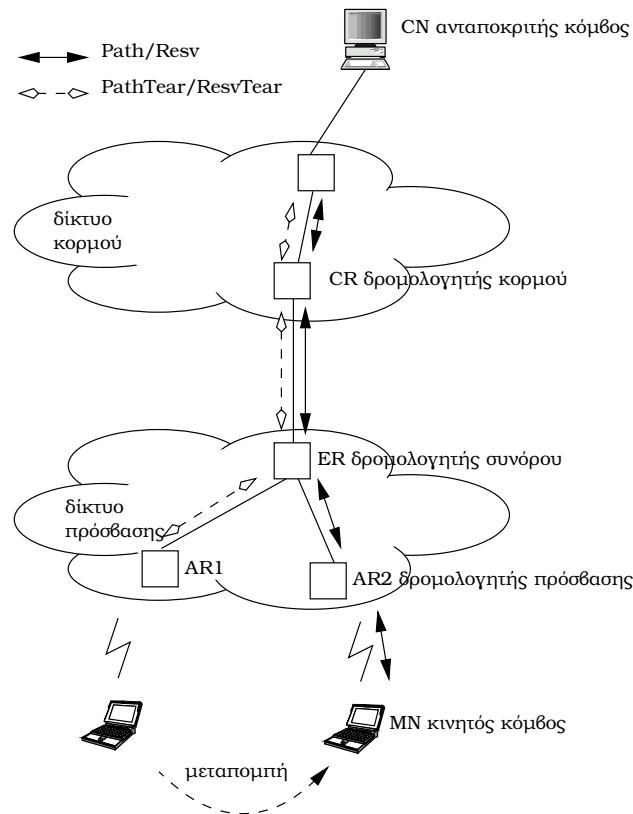 CN ανταποκριτής κόμβος
Path/Resv
PathTear/ResvTear
δίκτυο
κορμού
CR δρομολογητής κορμού
ER δρομολογητής συνόρου
δίκτυο
πρόσβασης
AR1
AR2 δρομολογητής πρόσβασης
MN κινητός κόμβος
μεταπομπή